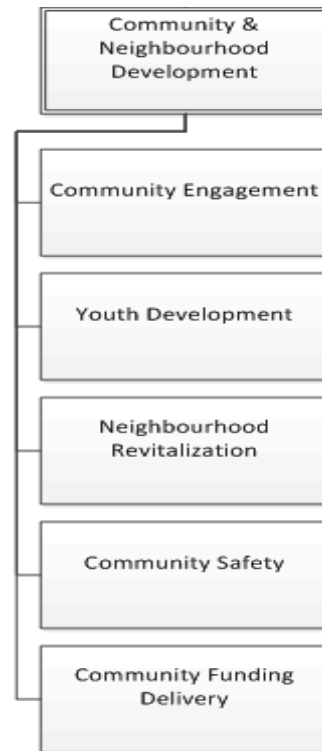 Community &
Neighbourhood
Development
Community Engagement
Youth Development
Neighbourhood
Revitalization
Community Safety
Community Funding
Delivery